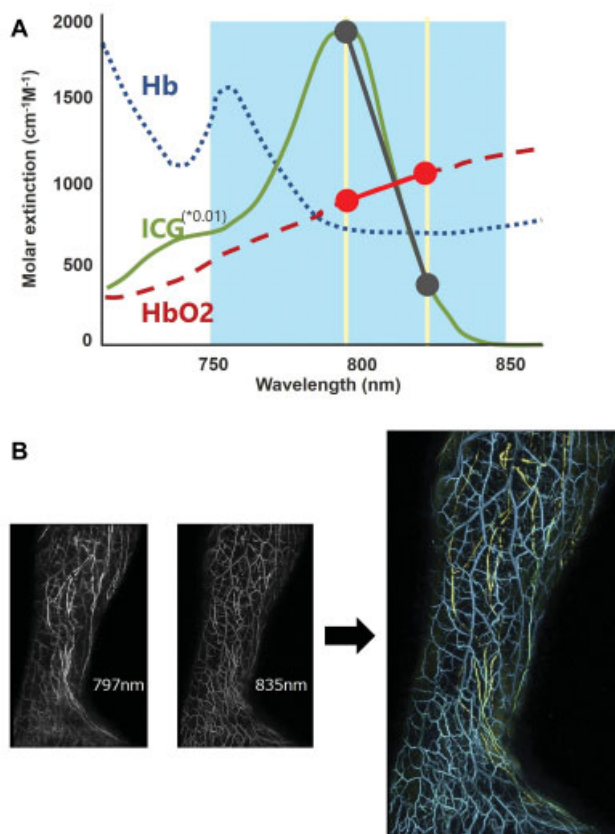 A
Molar extinction (cm⁻¹M⁻¹)
2000
1500
1000
500
0
Hb
ICG (*0.01)
HbO2
750
800
850
Wavelength (nm)
B
797nm
835nm